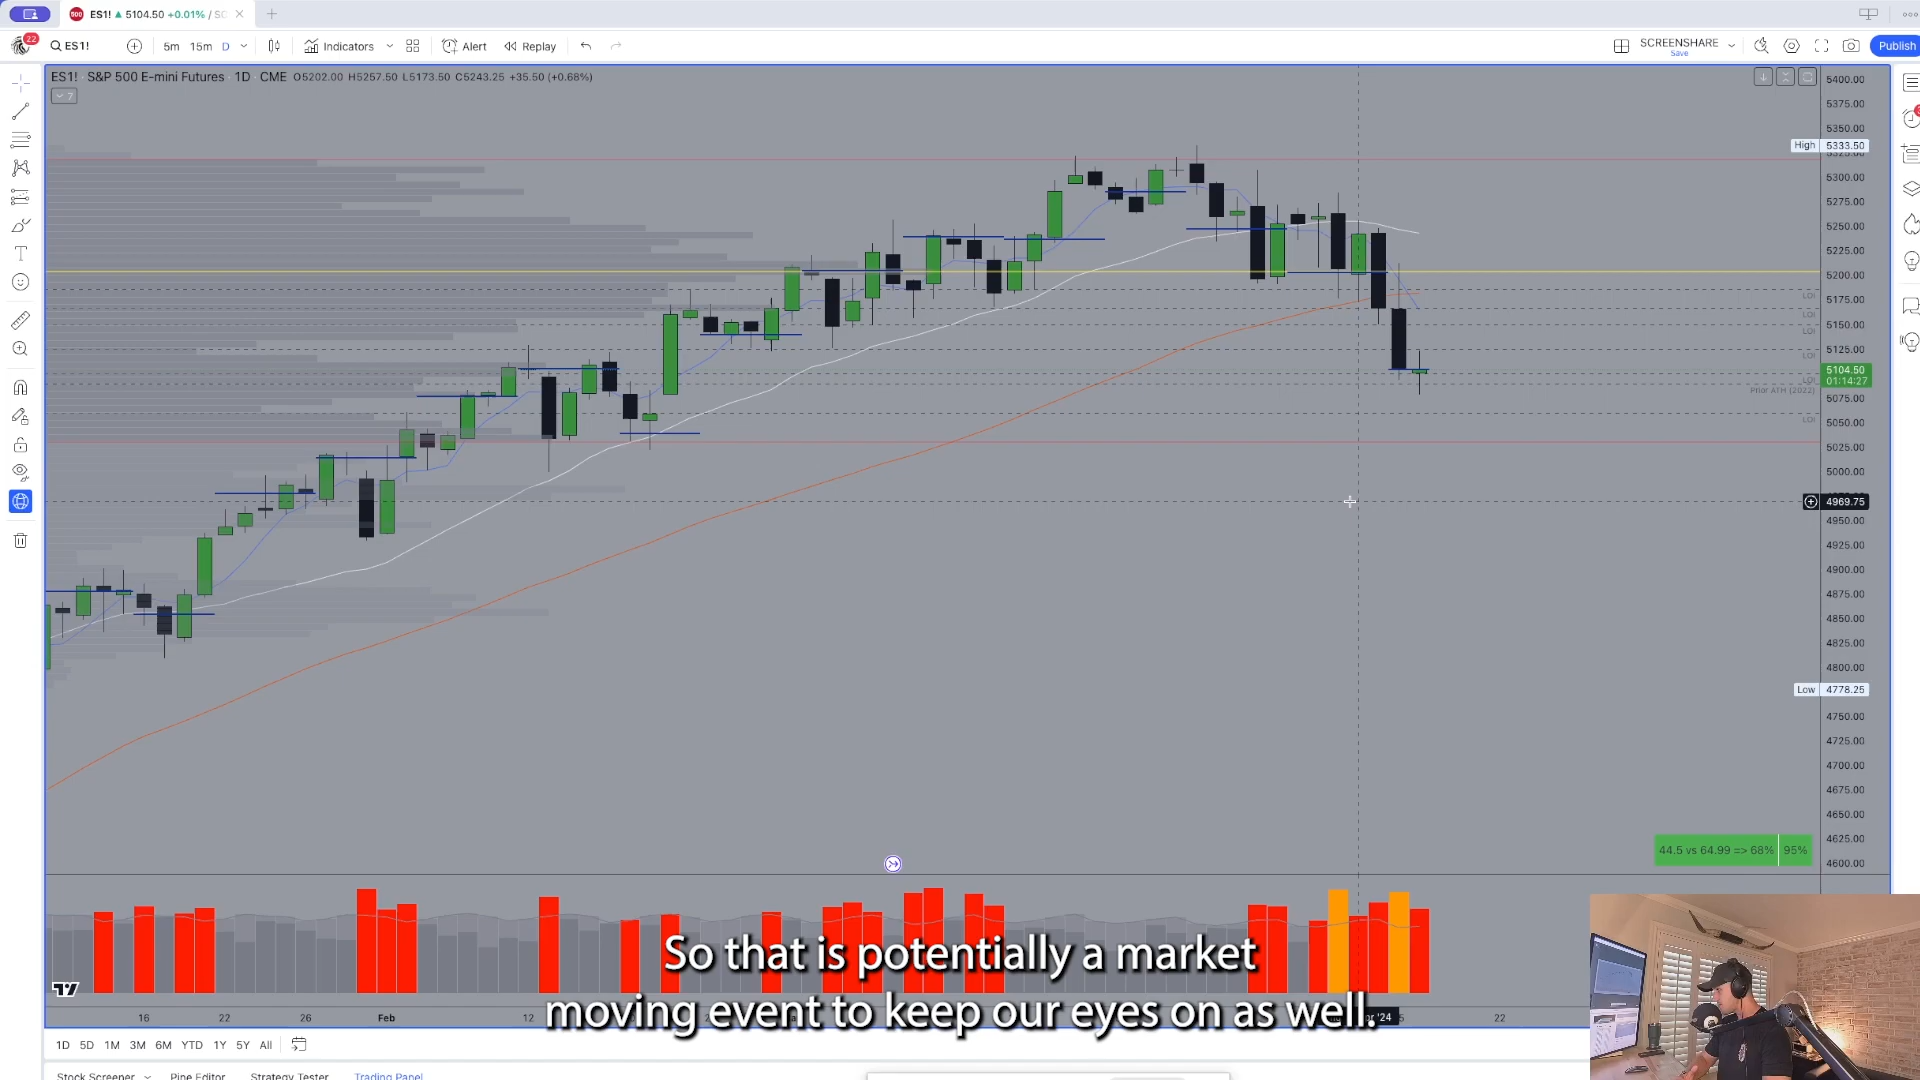 ES1! ▲ 5104.50 +0.01% / SC
22
ES1!
5m 15m D
Indicators
Alert
Replay
SCREENSHARE
Save
Publish
ES1! · S&P 500 E-mini Futures · 1D · CME O5202.00 H5257.50 L5173.50 C5243.25 +35.50 (+0.68%)
7
5400.00
5375.00
5350.00
High 5333.50
5325.00
5300.00
5275.00
5250.00
5225.00
5200.00
5175.00
LOI
LOI
5150.00
LOI
5125.00
LOI
5104.50
01:14:27
LOI
Prior ATH (2022)
5075.00
5050.00
LOI
5025.00
5000.00
4969.75
4950.00
4925.00
4900.00
4875.00
4850.00
4825.00
4800.00
Low 4778.25
4750.00
4725.00
4700.00
4675.00
4650.00
4625.00
4600.00
44.5 vs 64.99 => 68% 95%
So that is potentially a market
moving event to keep our eyes on as well.
16 22 26 Feb 12 '24 22
1D 5D 1M 3M 6M YTD 1Y 5Y All
Stock Screener Pine Editor Strategy Tester Trading Panel